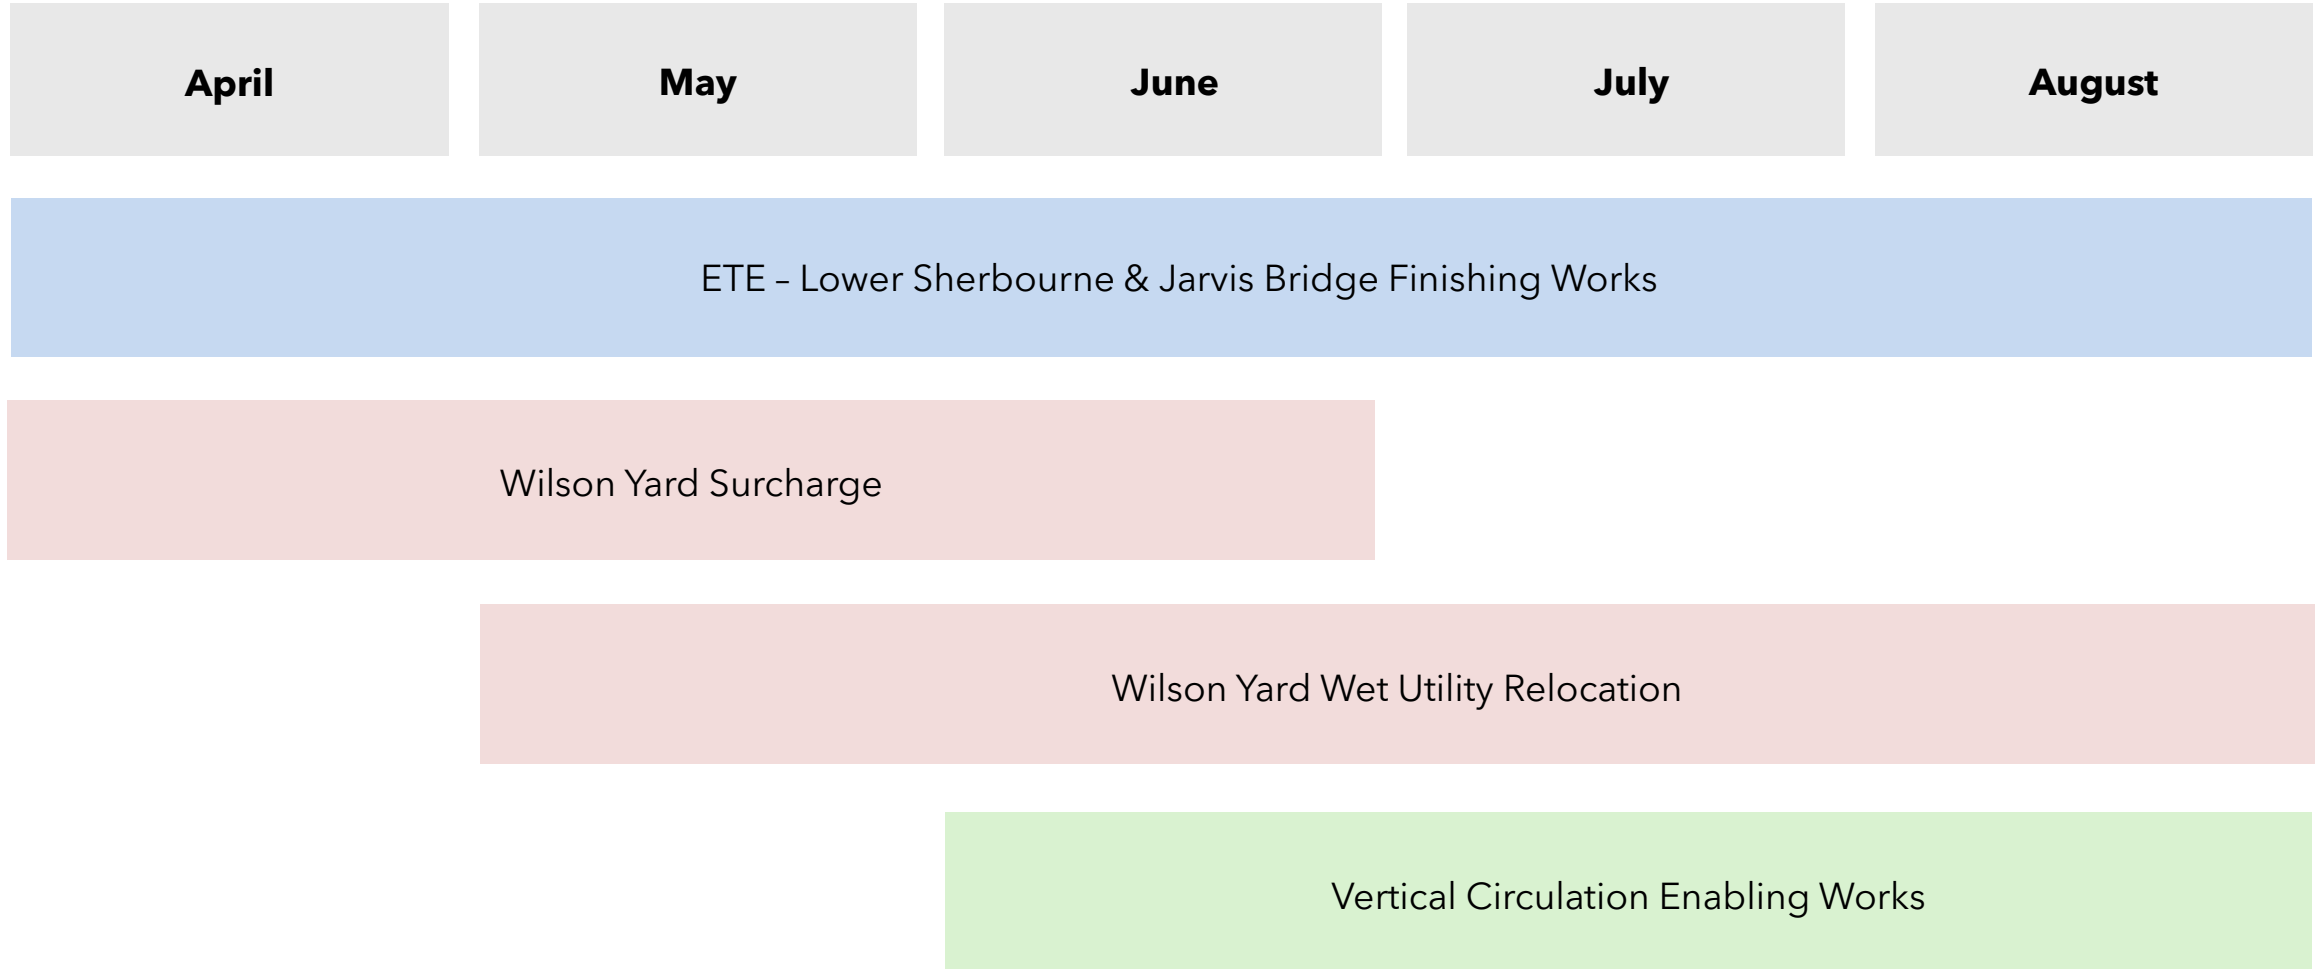 April
May
June
July
August
ETE – Lower Sherbourne & Jarvis Bridge Finishing Works
Wilson Yard Surcharge
Wilson Yard Wet Utility Relocation
Vertical Circulation Enabling Works